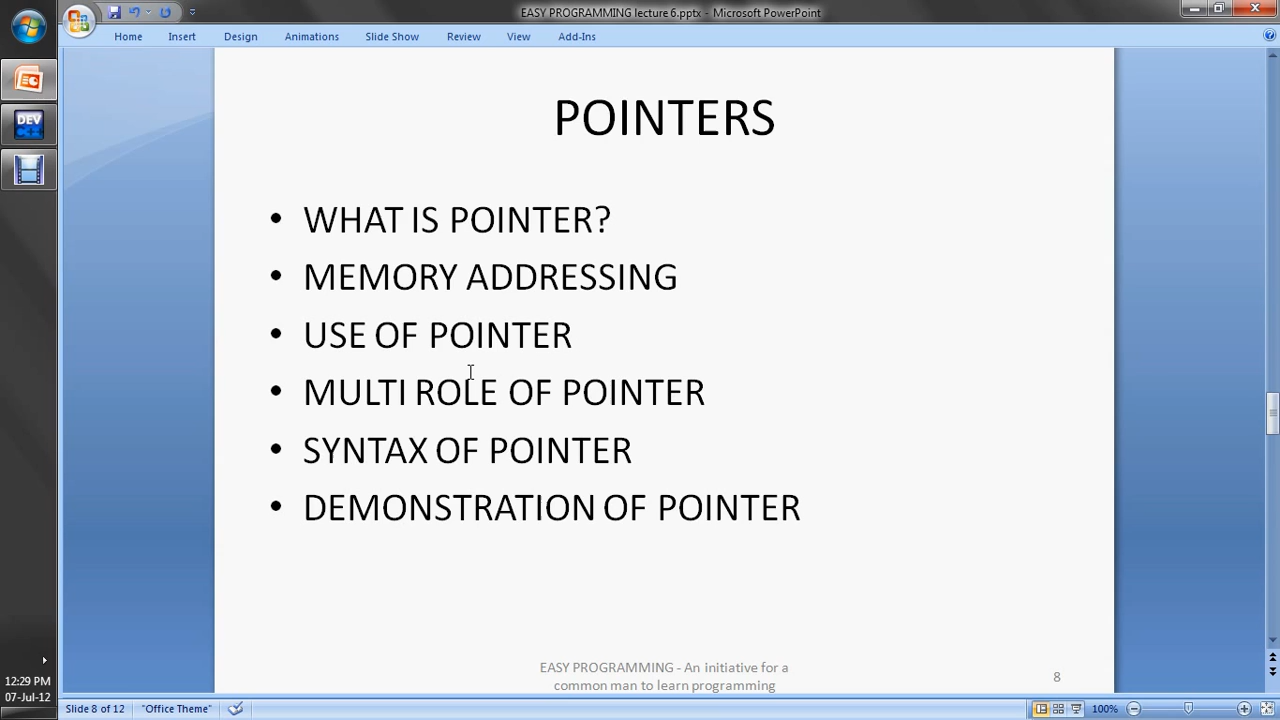 EASY PROGRAMMING lecture 6.pptx - Microsoft PowerPoint
Home Insert Design Animations Slide Show Review View Add-Ins
DEV
POINTERS
• WHAT IS POINTER?
• MEMORY ADDRESSING
• USE OF POINTER
• MULTI ROLE OF POINTER
• SYNTAX OF POINTER
• DEMONSTRATION OF POINTER
EASY PROGRAMMING - An initiative for a
common man to learn programming
8
12:29 PM
07-Jul-12
Slide 8 of 12 "Office Theme" 100%